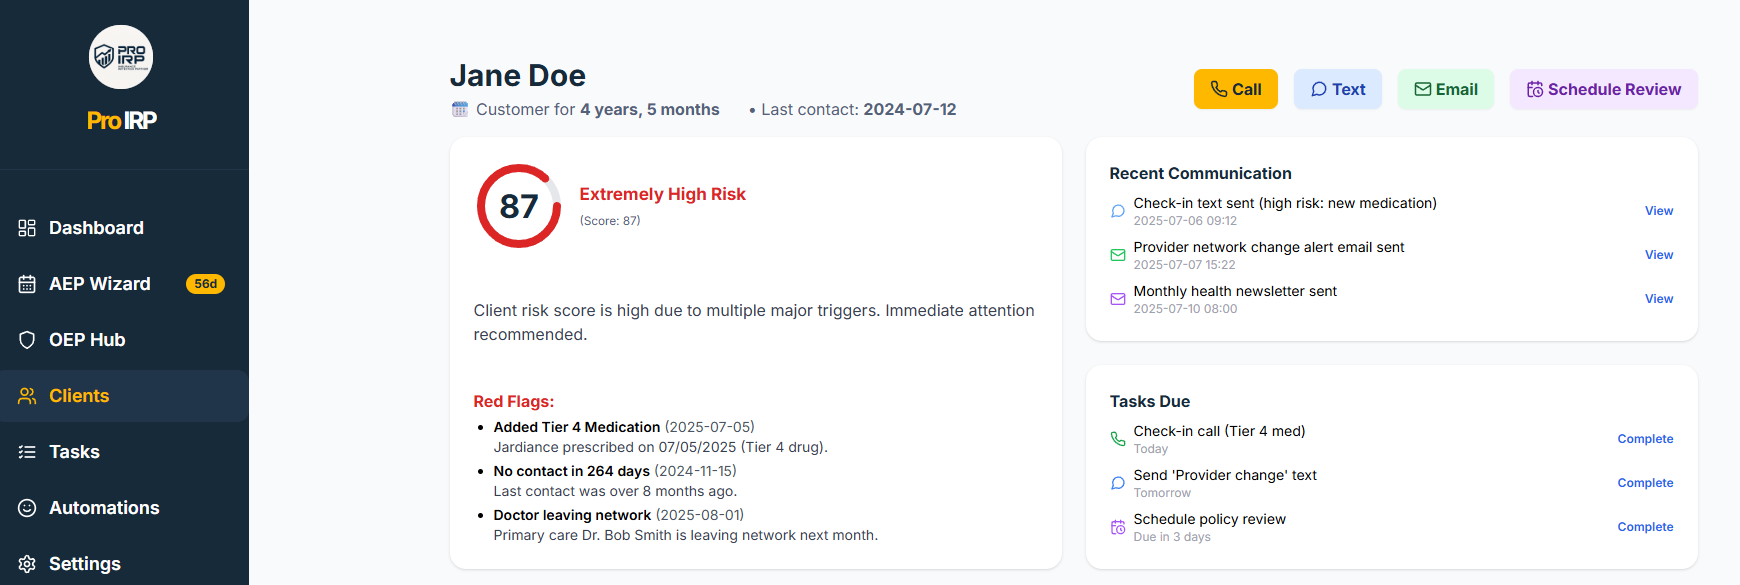 PRO
IRP
Pro IRP
Dashboard
AEP Wizard 56d
OEP Hub
Clients
Tasks
Automations
Settings
Jane Doe
Customer for 4 years, 5 months • Last contact: 2024-07-12
Call
Text
Email
Schedule Review
87
Extremely High Risk
(Score: 87)
Client risk score is high due to multiple major triggers. Immediate attention
recommended.
Red Flags:
• Added Tier 4 Medication (2025-07-05)
Jardiance prescribed on 07/05/2025 (Tier 4 drug).
• No contact in 264 days (2024-11-15)
Last contact was over 8 months ago.
• Doctor leaving network (2025-08-01)
Primary care Dr. Bob Smith is leaving network next month.
Recent Communication
Check-in text sent (high risk: new medication)
2025-07-06 09:12
View
Provider network change alert email sent
2025-07-07 15:22
View
Monthly health newsletter sent
2025-07-10 08:00
View
Tasks Due
Check-in call (Tier 4 med)
Today
Complete
Send 'Provider change' text
Tomorrow
Complete
Schedule policy review
Due in 3 days
Complete